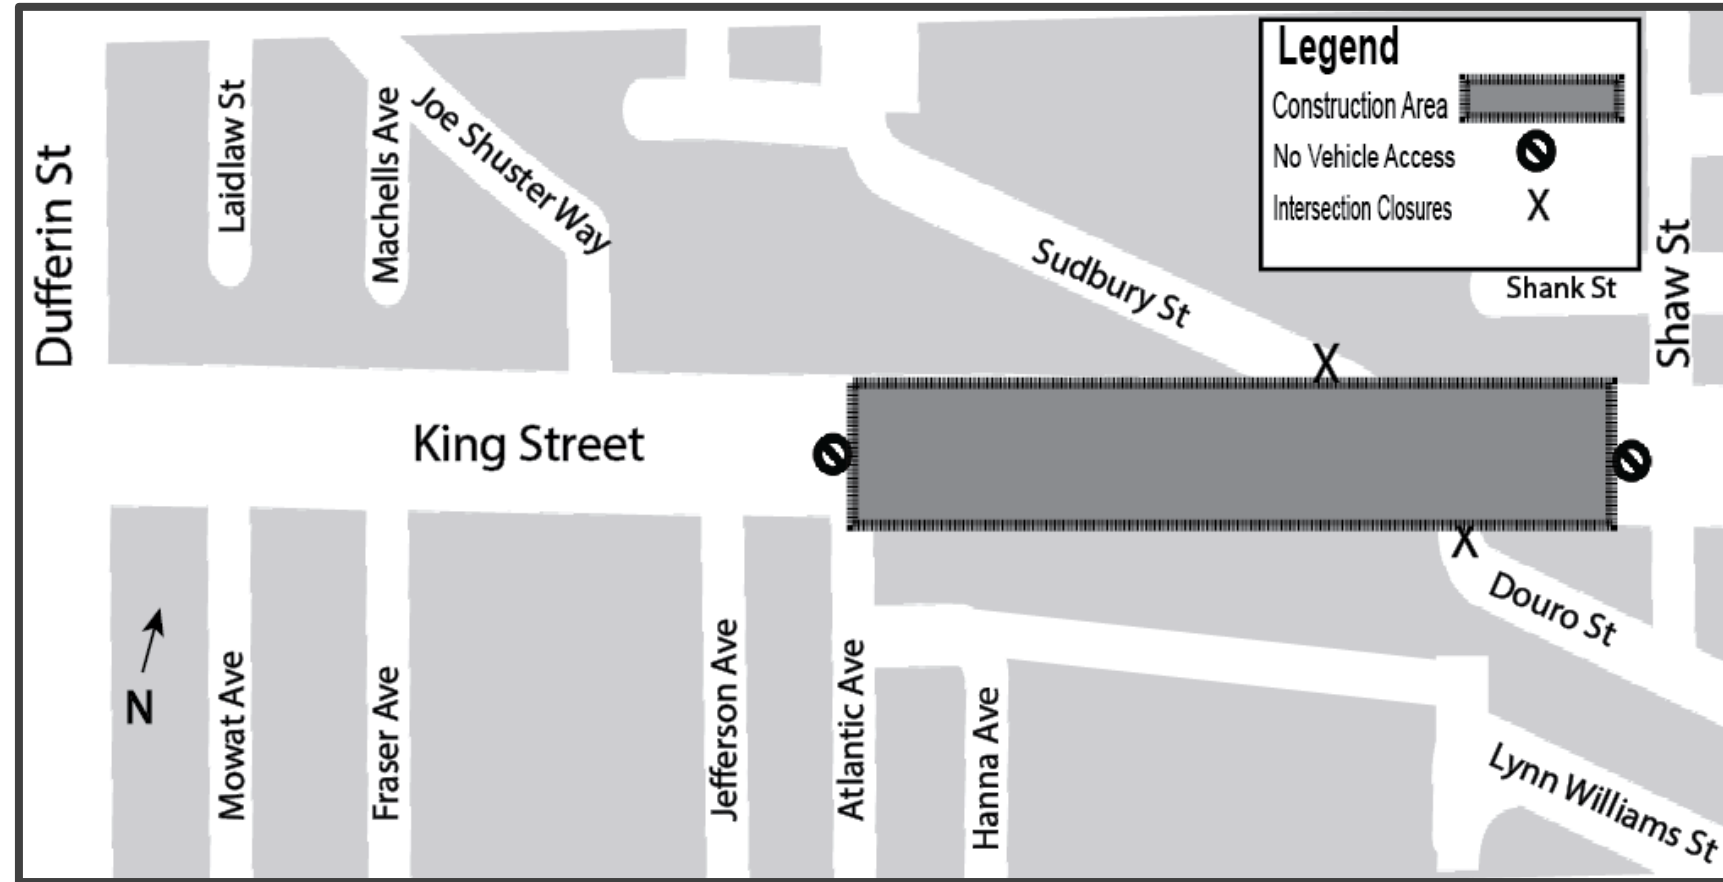 Legend
Construction Area
No Vehicle Access
Intersection Closures
X
Dufferin St
Laidlaw St
Machells Ave
Joe Shuster Way
Sudbury St
Shank St
Shaw St
X
King Street
X
Douro St
N
Mowat Ave
Fraser Ave
Jefferson Ave
Atlantic Ave
Hanna Ave
Lynn Williams St